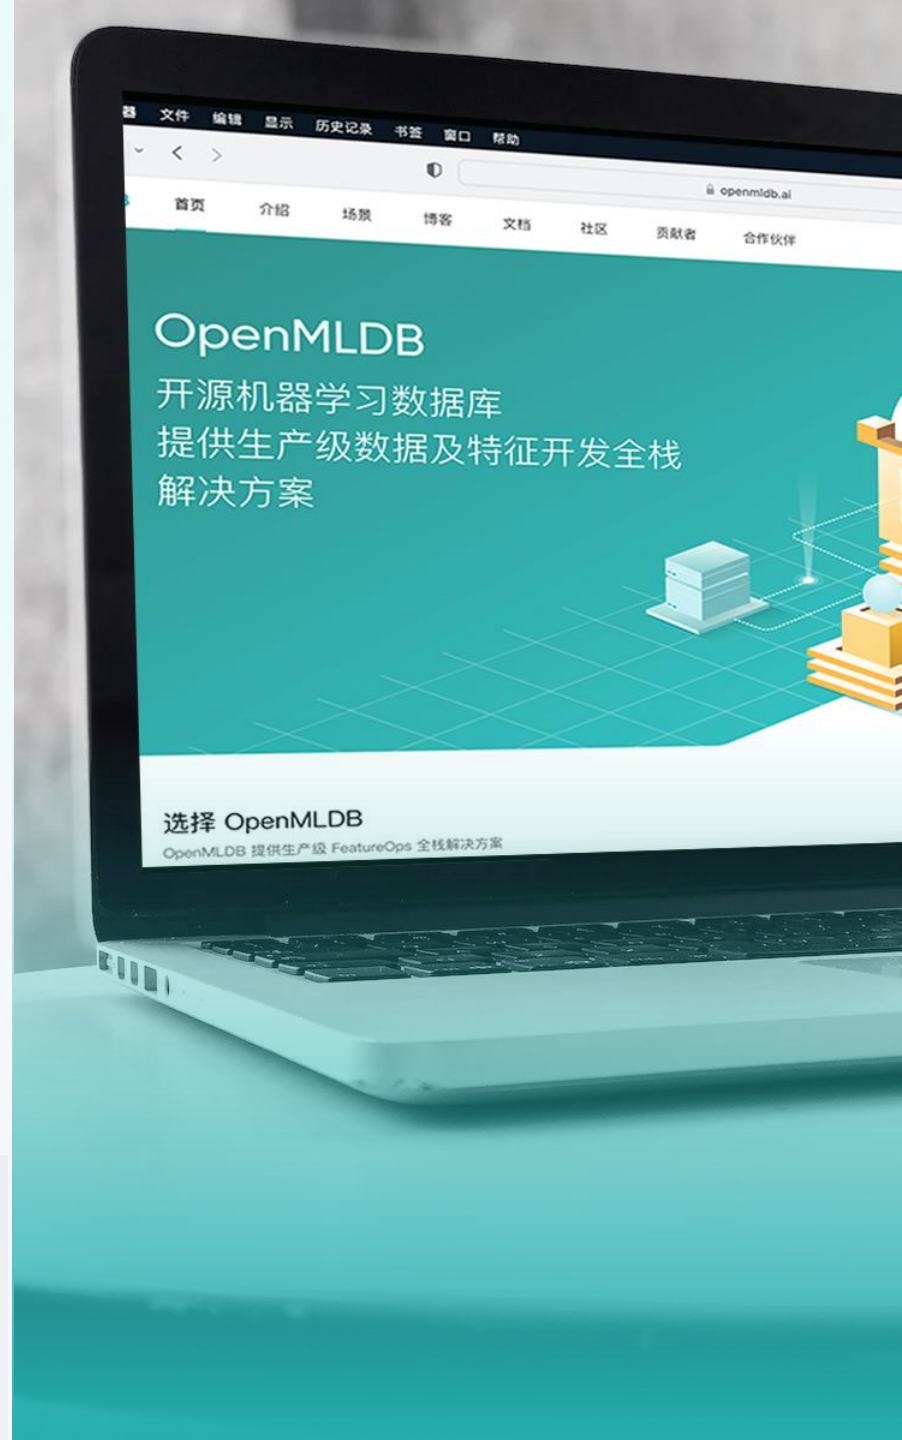 器 文件 编辑 显示 历史记录 书签 窗口 帮助
openmldb.ai
B 首页 介绍 场景 博客 文档 社区 贡献者 合作伙伴
OpenMLDB
开源机器学习数据库
提供生产级数据及特征开发全栈
解决方案
选择 OpenMLDB
OpenMLDB 提供生产级 FeatureOps 全栈解决方案